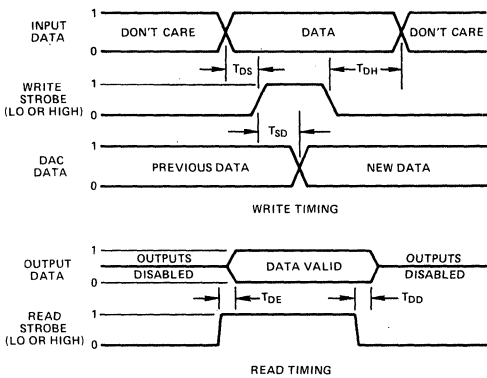 INPUT
DATA
1
0
DON'T CARE
DATA
DON'T CARE
TDS
TDH
WRITE
STROBE
(LO OR HIGH)
1
0
TSD
DAC
DATA
1
0
PREVIOUS DATA
NEW DATA
WRITE TIMING
OUTPUT
DATA
1
0
OUTPUTS
DISABLED
DATA VALID
OUTPUTS
DISABLED
TDE
TDD
READ
STROBE
(LO OR HIGH)
1
0
READ TIMING